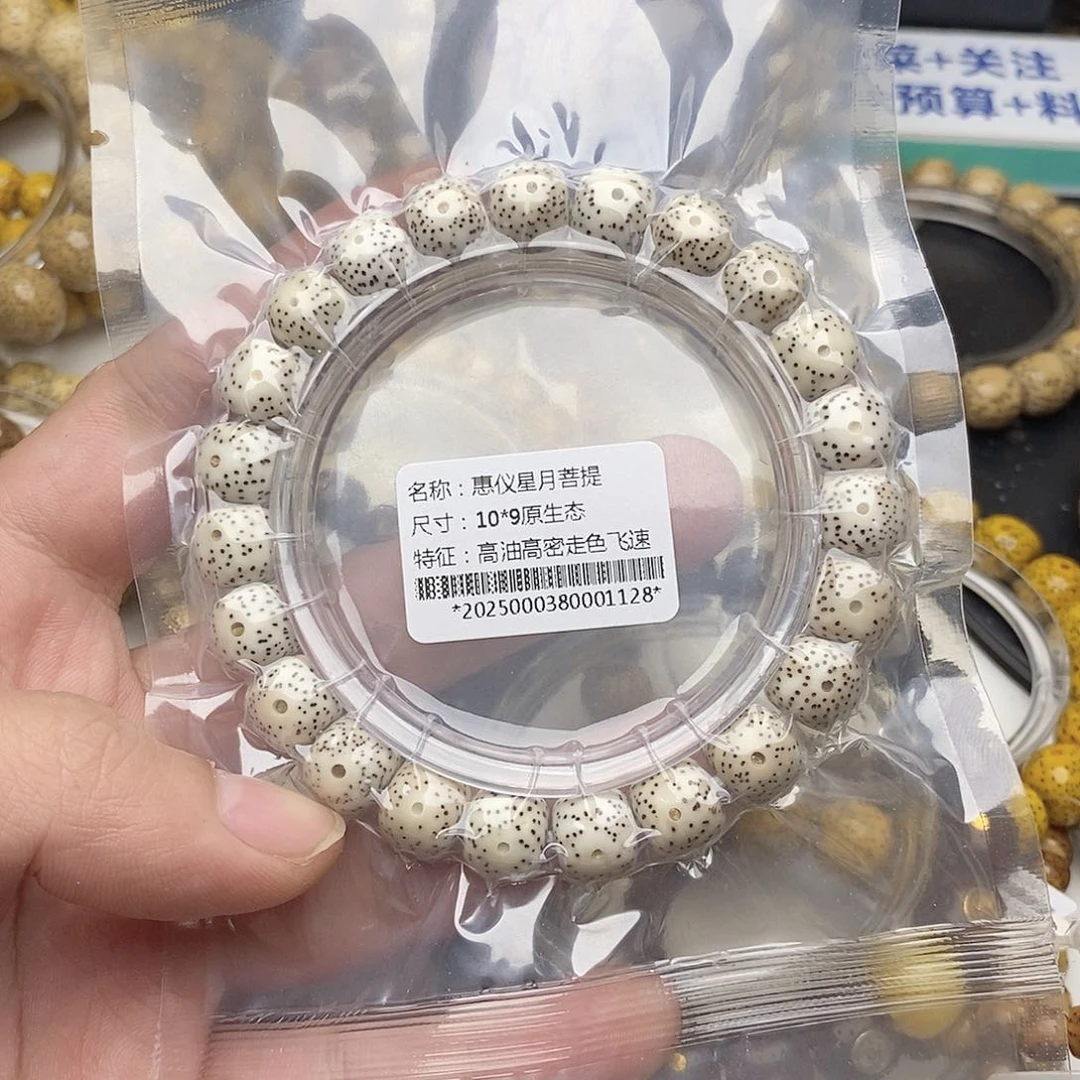 +关注
预算+料
名称：惠仪星月菩提
尺寸：10*9原生态
特征：高油高密走色飞速
*2025000380001128*